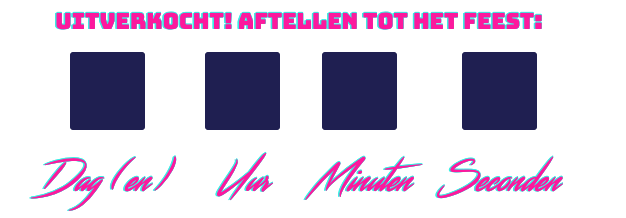 UITVERKOCHT! AFTELLEN TOT HET FEEST:
Dag(en) Uur Minuten Seconden